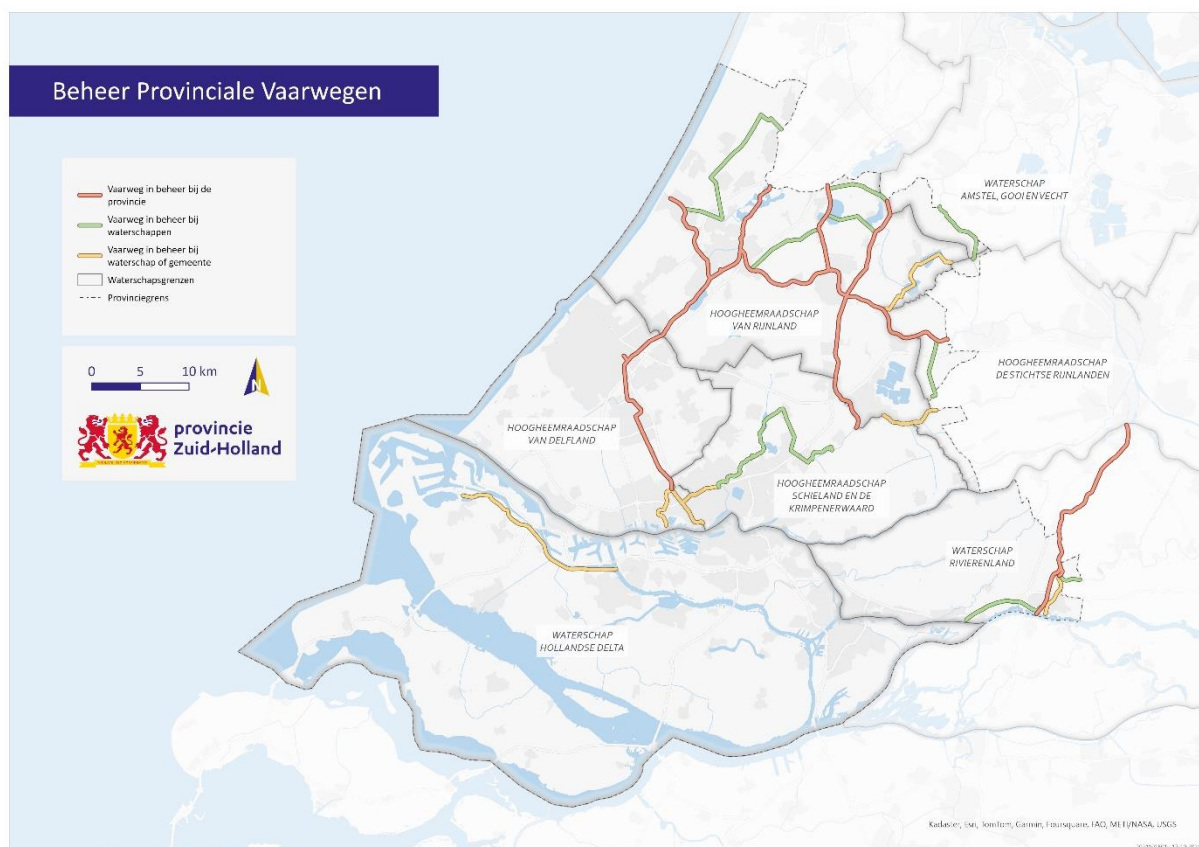 Beheer Provinciale Vaarwegen
Vaarweg in beheer bij de
provincie
Vaarweg in beheer bij
waterschappen
Vaarweg in beheer bij
waterschap of gemeente
Waterschapsgrenzen
Provinciegrens
0 5 10 km
N
provincie
Zuid-Holland
WATERSCHAP
AMSTEL, GOOI EN VECHT
HOOGHEEMRAADSCHAP
VAN RIJNLAND
HOOGHEEMRAADSCHAP
DE STICHTSE RIJNLANDEN
HOOGHEEMRAADSCHAP
VAN DELFLAND
HOOGHEEMRAADSCHAP
SCHIELAND EN DE
KRIMPENERWAARD
WATERSCHAP
RIVIERENLAND
WATERSCHAP
HOLLANDSE DELTA
Kadaster, Esri, TomTom, Garmin, Foursquare, FAO, METI/NASA, USGS